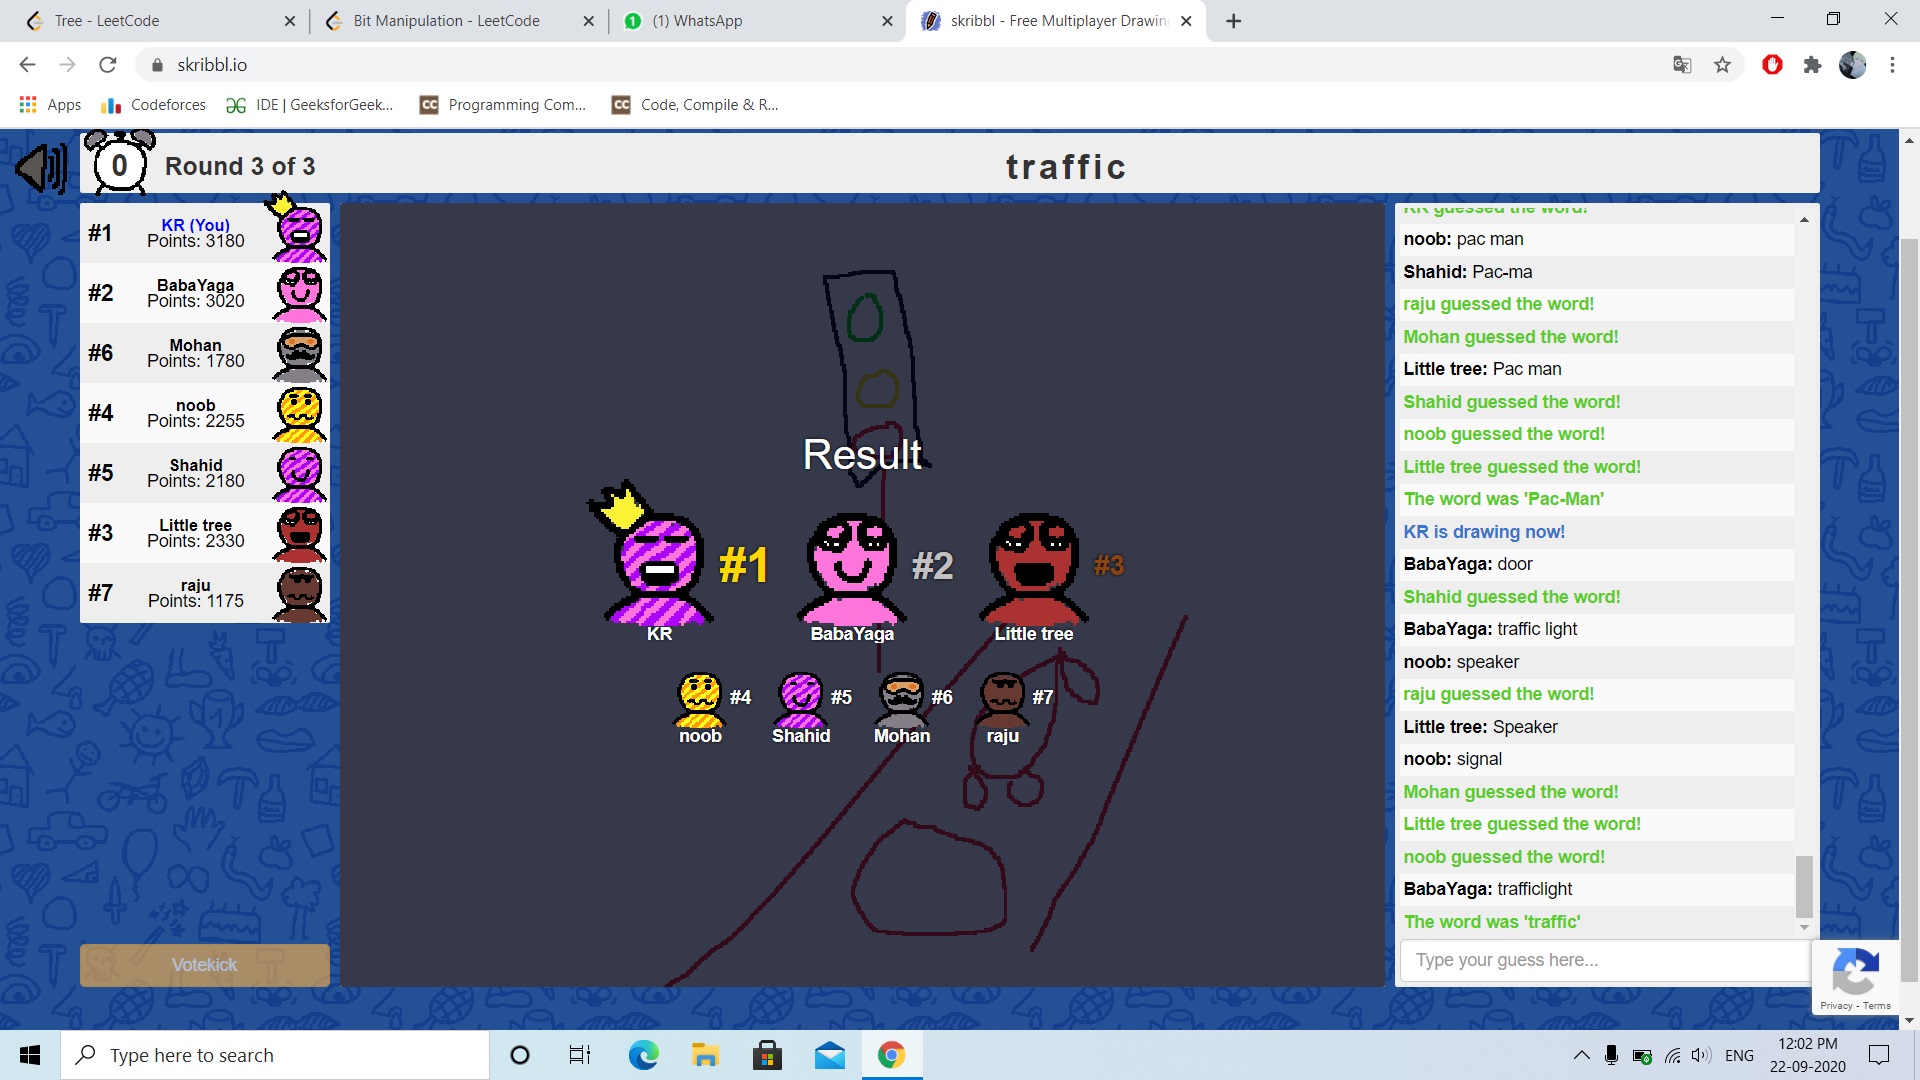 Tree - LeetCode
Bit Manipulation - LeetCode
1 (1) WhatsApp
skribbl - Free Multiplayer Drawin
skribbl.io
Apps
Codeforces
IDE | GeeksforGeek...
CC Programming Com...
CC Code, Compile & R...
0 Round 3 of 3
traffic
#1 KR (You)
Points: 3180
#2 BabaYaga
Points: 3020
#6 Mohan
Points: 1780
#4 noob
Points: 2255
#5 Shahid
Points: 2180
#3 Little tree
Points: 2330
#7 raju
Points: 1175
Votekick
Result
#1 #2 #3
KR BabaYaga Little tree
#4 #5 #6 #7
noob Shahid Mohan raju
KR guessed the word!
noob: pac man
Shahid: Pac-ma
raju guessed the word!
Mohan guessed the word!
Little tree: Pac man
Shahid guessed the word!
noob guessed the word!
Little tree guessed the word!
The word was 'Pac-Man'
KR is drawing now!
BabaYaga: door
Shahid guessed the word!
BabaYaga: traffic light
noob: speaker
raju guessed the word!
Little tree: Speaker
noob: signal
Mohan guessed the word!
Little tree guessed the word!
noob guessed the word!
BabaYaga: trafficlight
The word was 'traffic'
Type your guess here...
Privacy - Terms
Type here to search
ENG
12:02 PM
22-09-2020